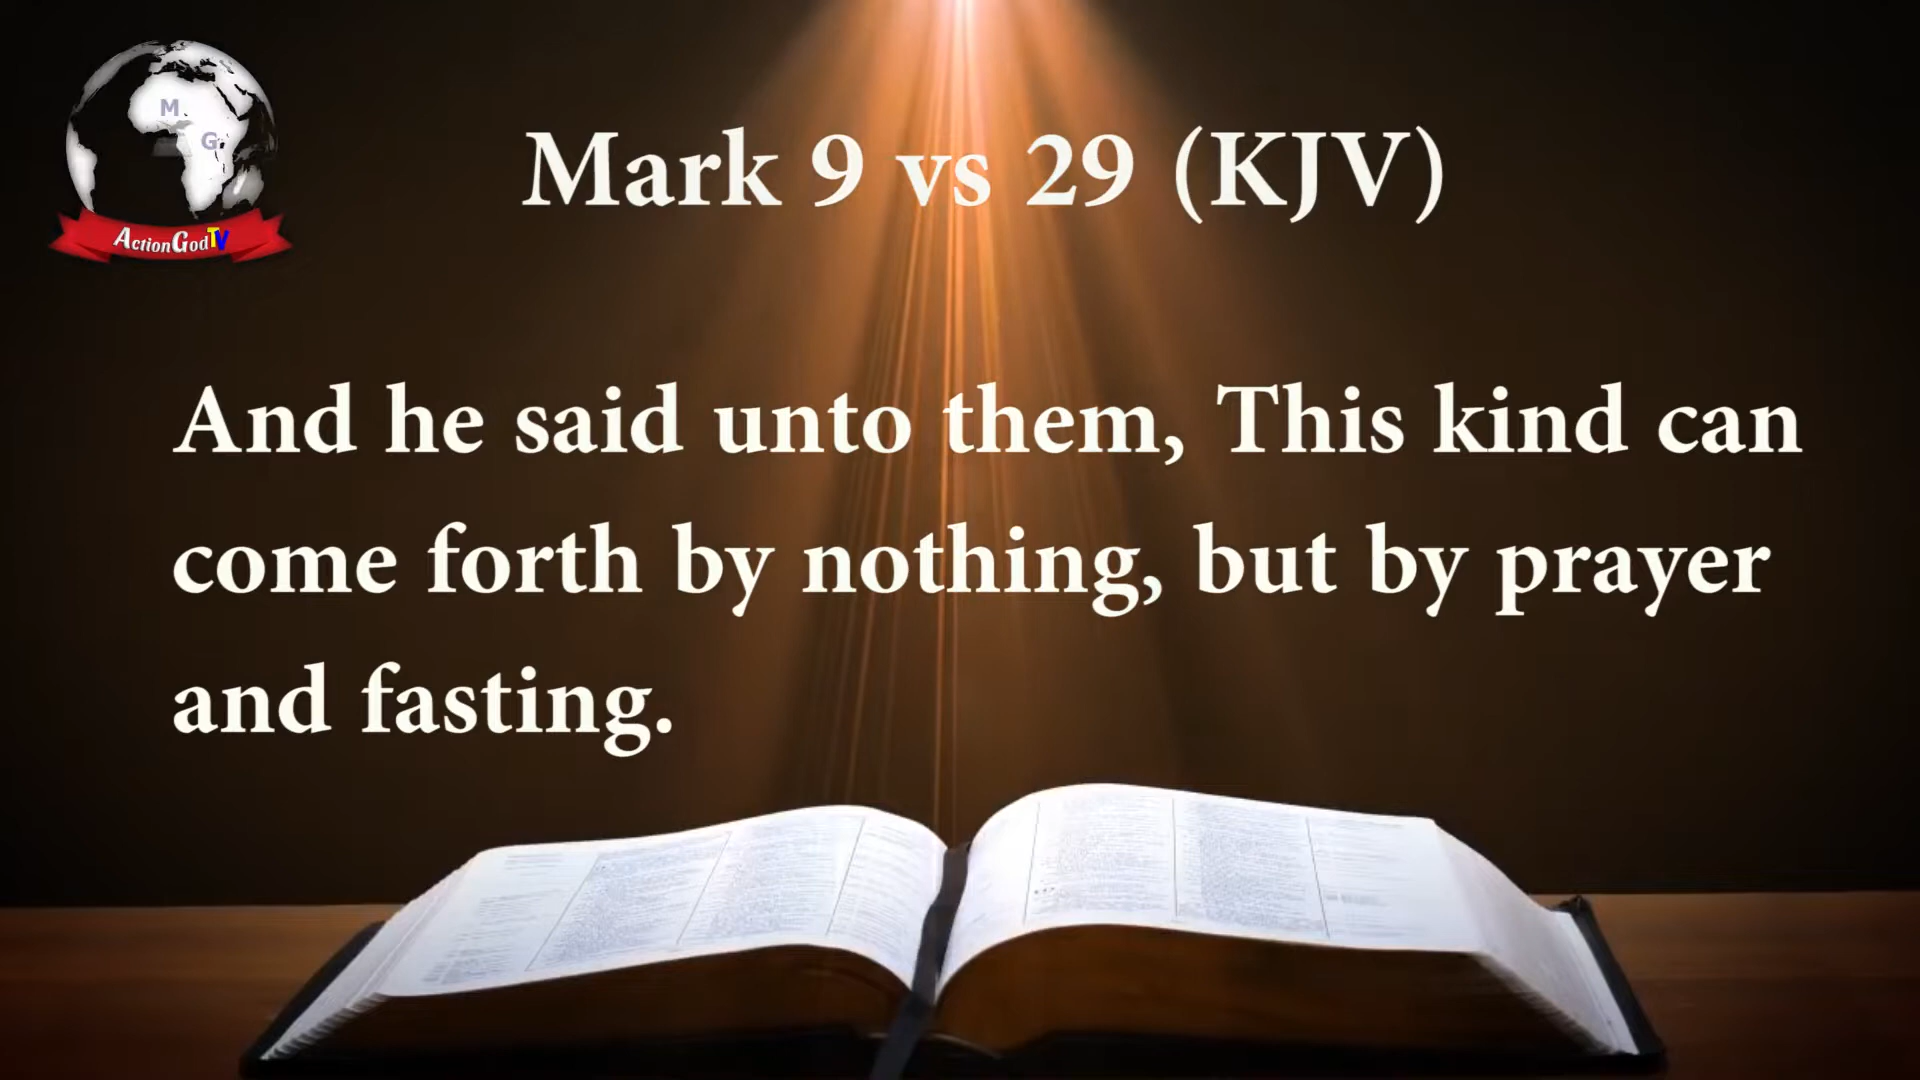 M
G
ActionGodTV
Mark 9 vs 29 (KJV)
And he said unto them, This kind can
come forth by nothing, but by prayer
and fasting.